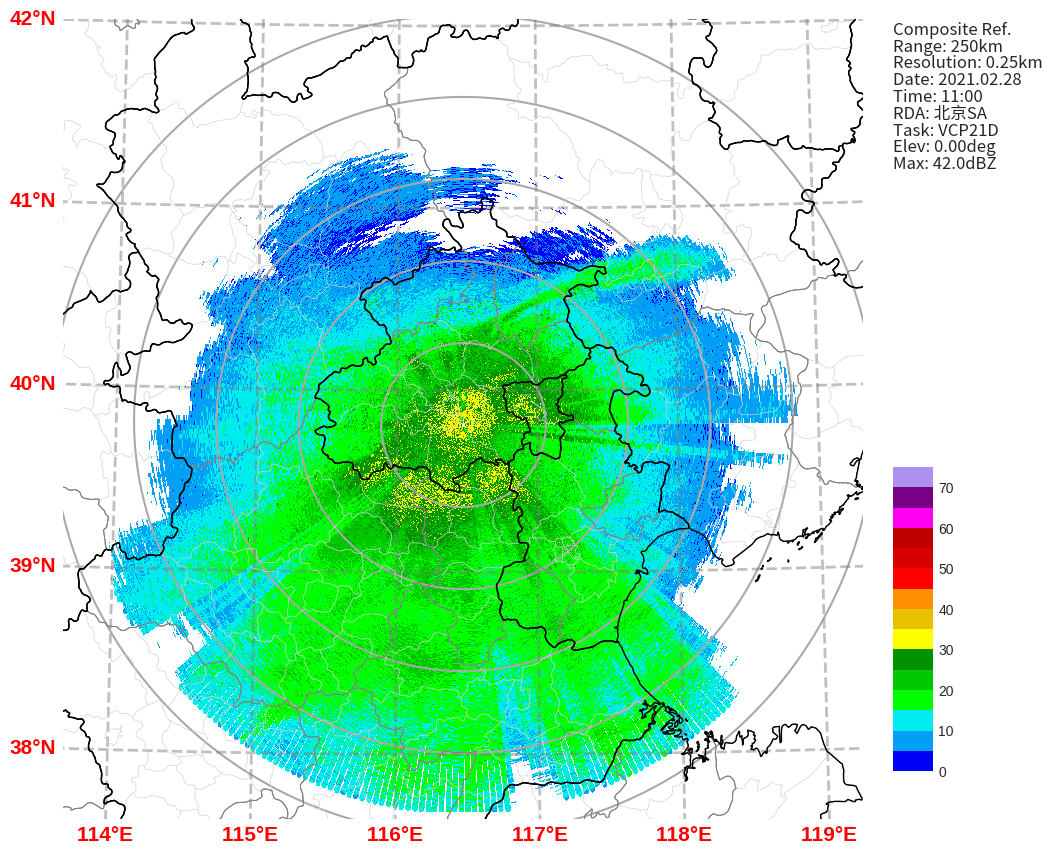 42°N
41°N
40°N
39°N
38°N
114°E
115°E
116°E
117°E
118°E
119°E
Composite Ref.
Range: 250km
Resolution: 0.25km
Date: 2021.02.28
Time: 11:00
RDA: 北京SA
Task: VCP21D
Elev: 0.00deg
Max: 42.0dBZ
70
60
50
40
30
20
10
0